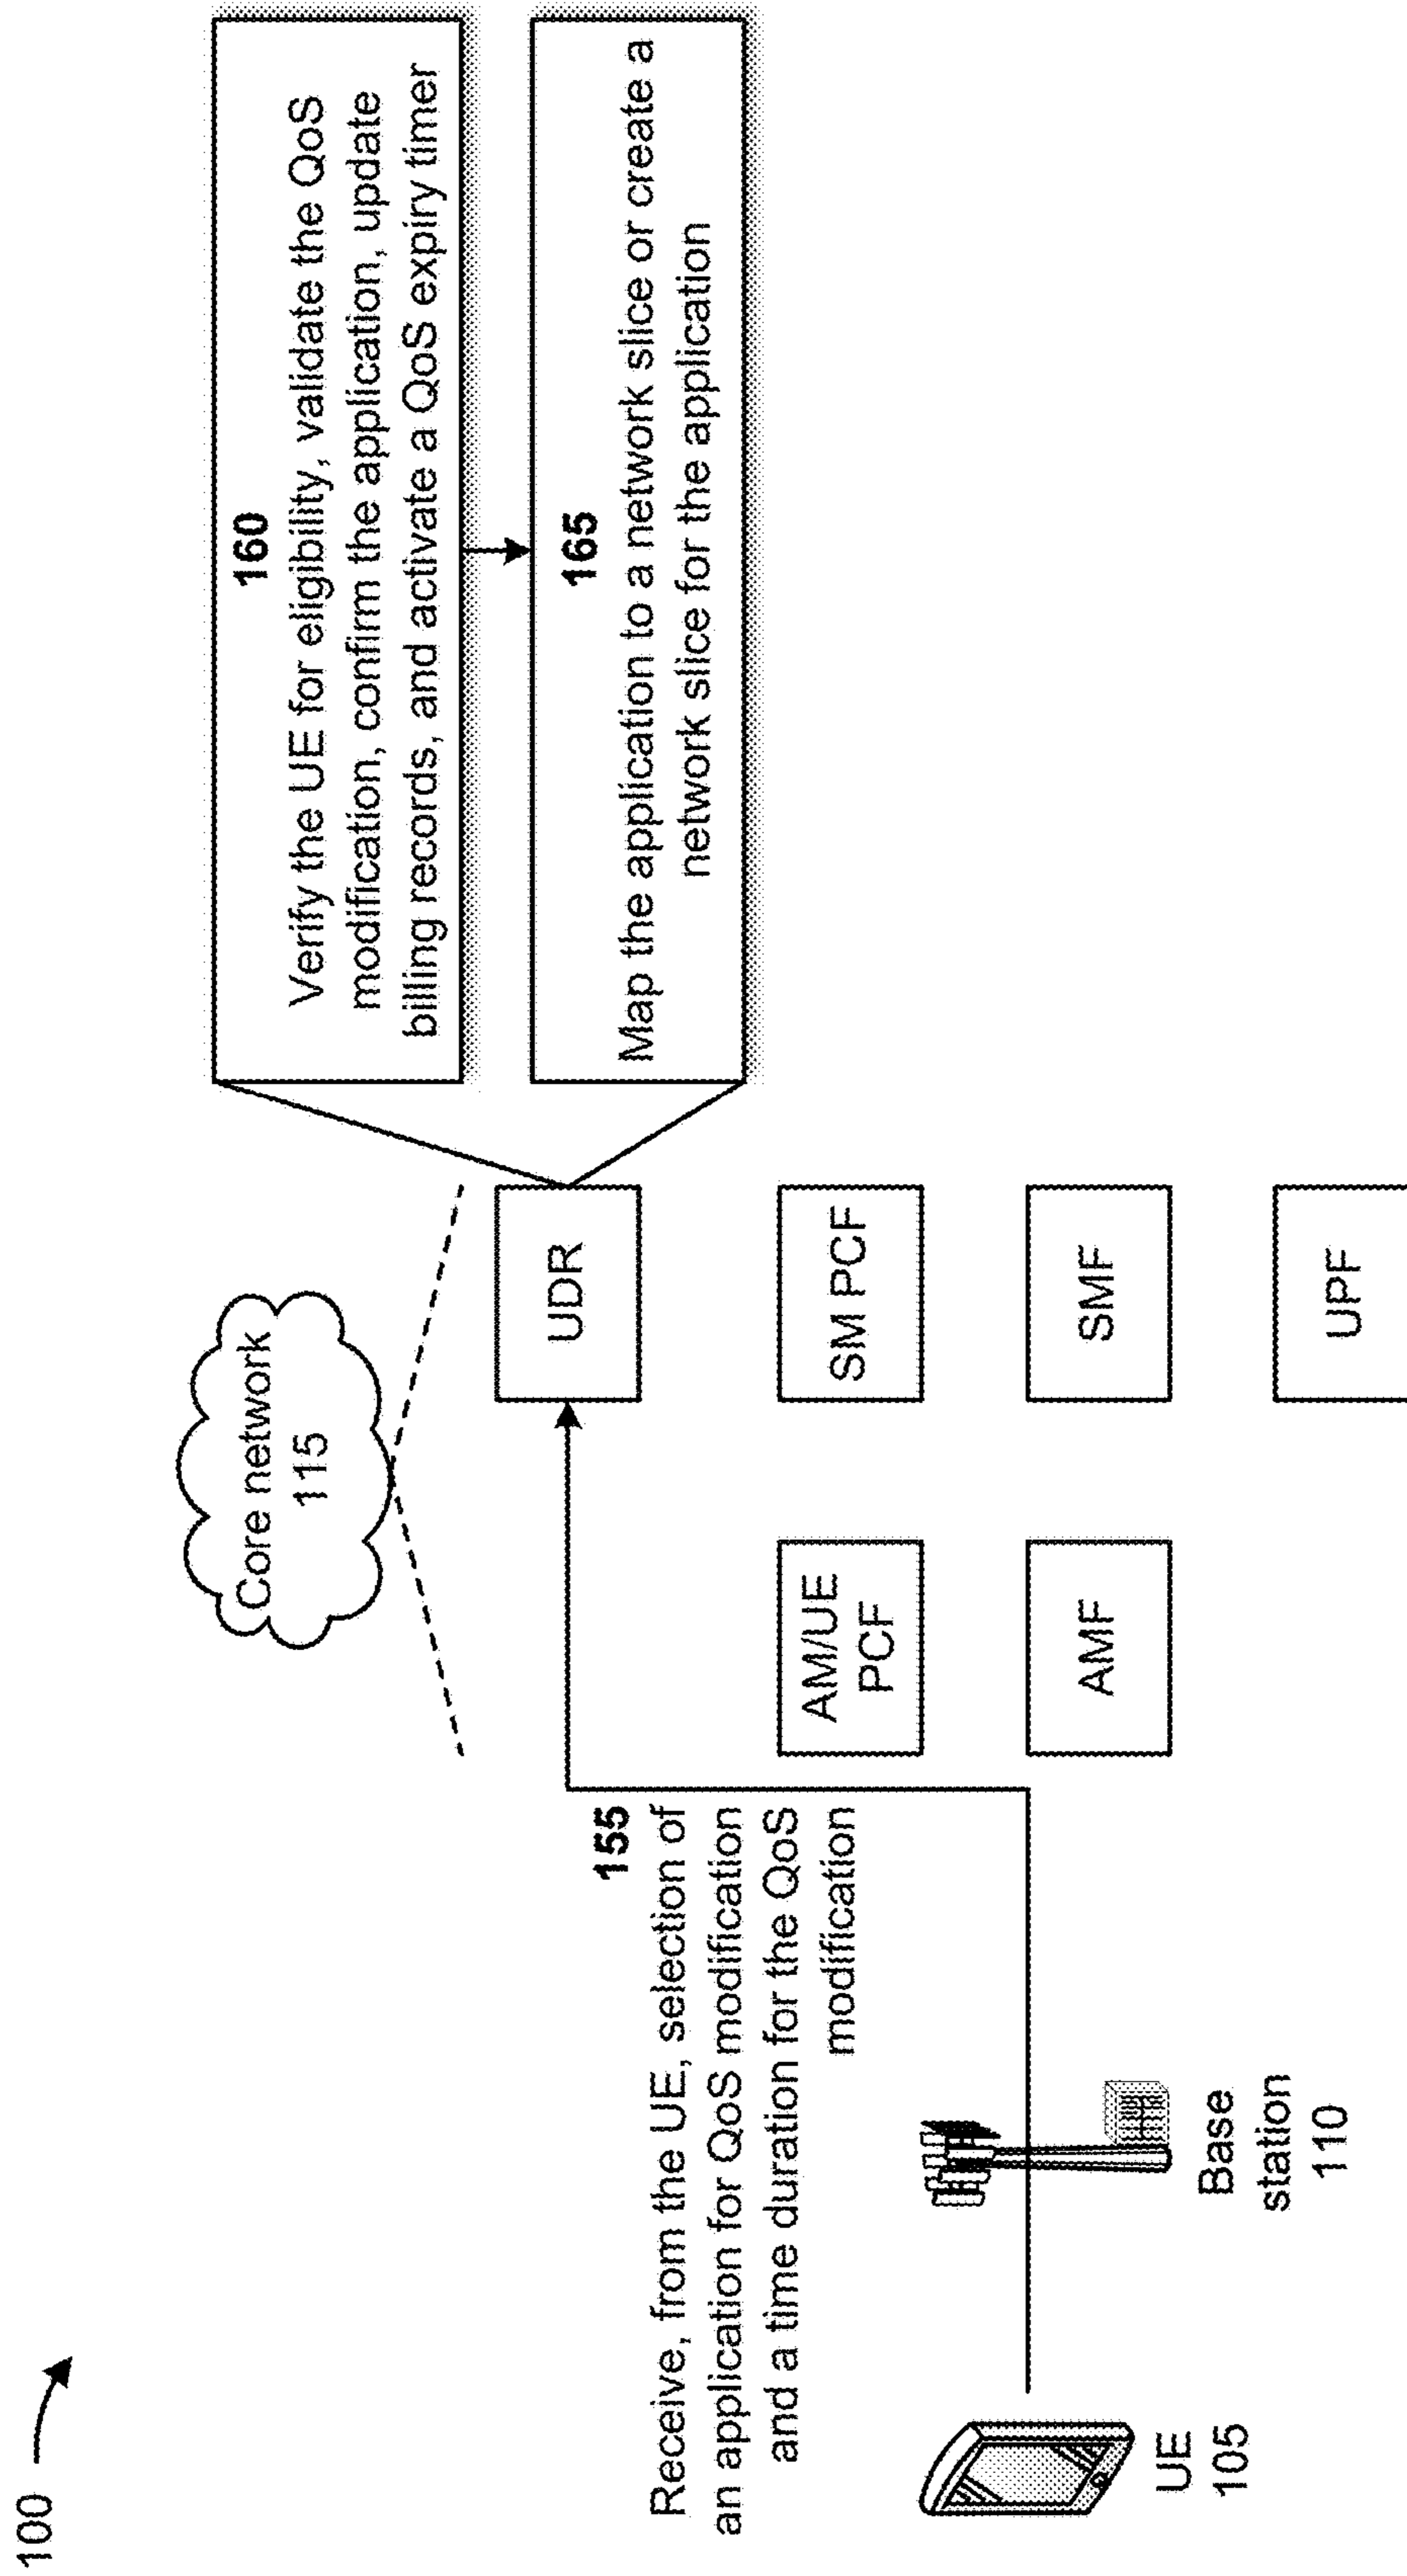 100
Core network
115
160
Verify the UE for eligibility, validate the QoS
modification, confirm the application, update
billing records, and activate a QoS expiry timer
165
Map the application to a network slice or create a
network slice for the application
155
Receive, from the UE, selection of
an application for QoS modification
and a time duration for the QoS
modification
UDR
AM/UE
PCF
SM PCF
AMF
SMF
UPF
UE
105
Base
station
110